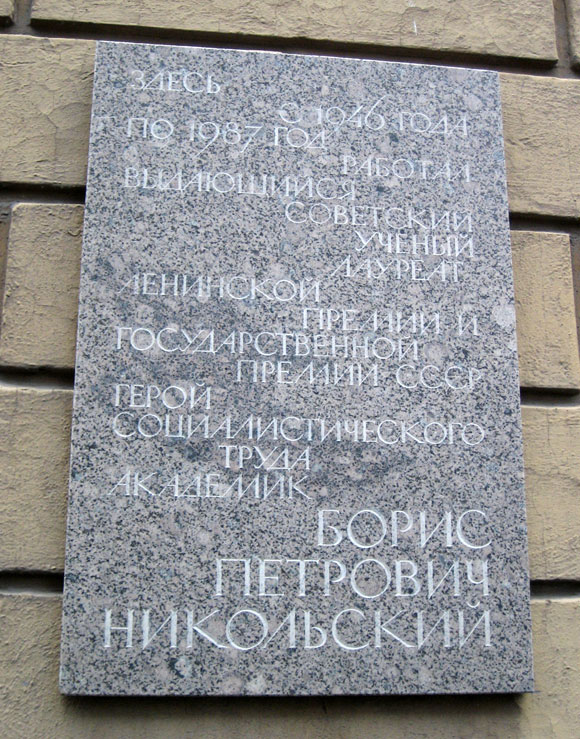 ЗДЕСЬ
С 1946 ГОДА
ПО 1987 ГОД
РАБОТАЛ
ВЫДАЮЩИЙСЯ
СОВЕТСКИЙ
УЧЕНЫЙ
ЛАУРЕАТ
ЛЕНИНСКОЙ
ПРЕМИИ И
ГОСУДАРСТВЕННОЙ
ПРЕМИИ СССР
ГЕРОЙ
СОЦИАЛИСТИЧЕСКОГО
ТРУДА
АКАДЕМИК
БОРИС
ПЕТРОВИЧ
НИКОЛЬСКИЙ